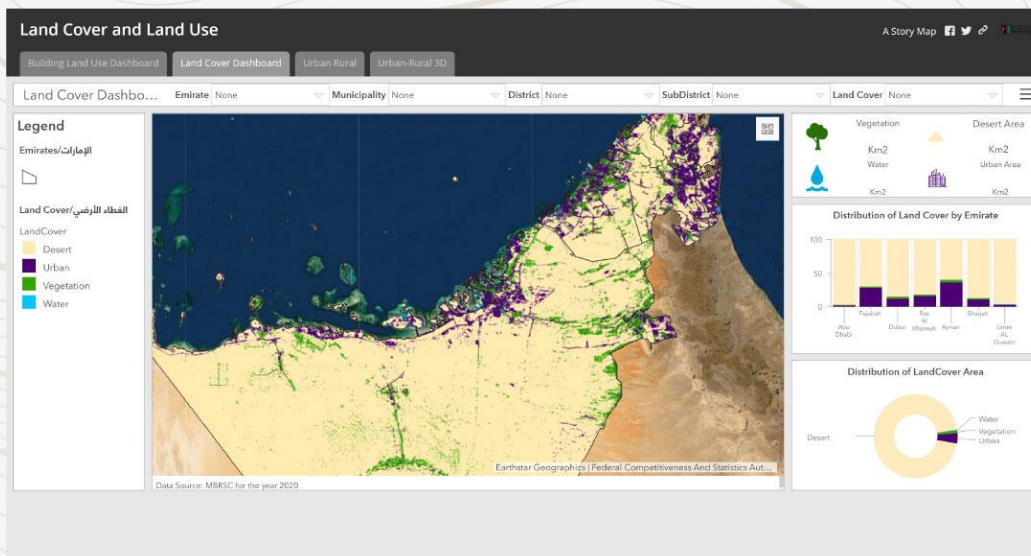 Land Cover and Land Use
A Story Map
Building Land Use Dashboard
Land Cover Dashboard
Urban Rural
Urban-Rural 3D
Land Cover Dashbo...
Emirate None
Municipality None
District None
SubDistrict None
Land Cover None
Legend
Emirates/الإمارات
Land Cover/الغطاء الأرضي
LandCover
Desert
Urban
Vegetation
Water
Earthstar Geographics | Federal Competitiveness And Statistics Aut...
Data Source: MBRSC for the year 2020
Vegetation
Km2
Desert Area
Km2
Water
Km2
Urban Area
Km2
Distribution of Land Cover by Emirate
100
50
0
Abu Dhabi
Fajairah
Dubai
Ras Al Khaimah
Ajman
Sharjah
Umm AL Quwain
Distribution of LandCover Area
Desert
Water
Vegetation
Urban